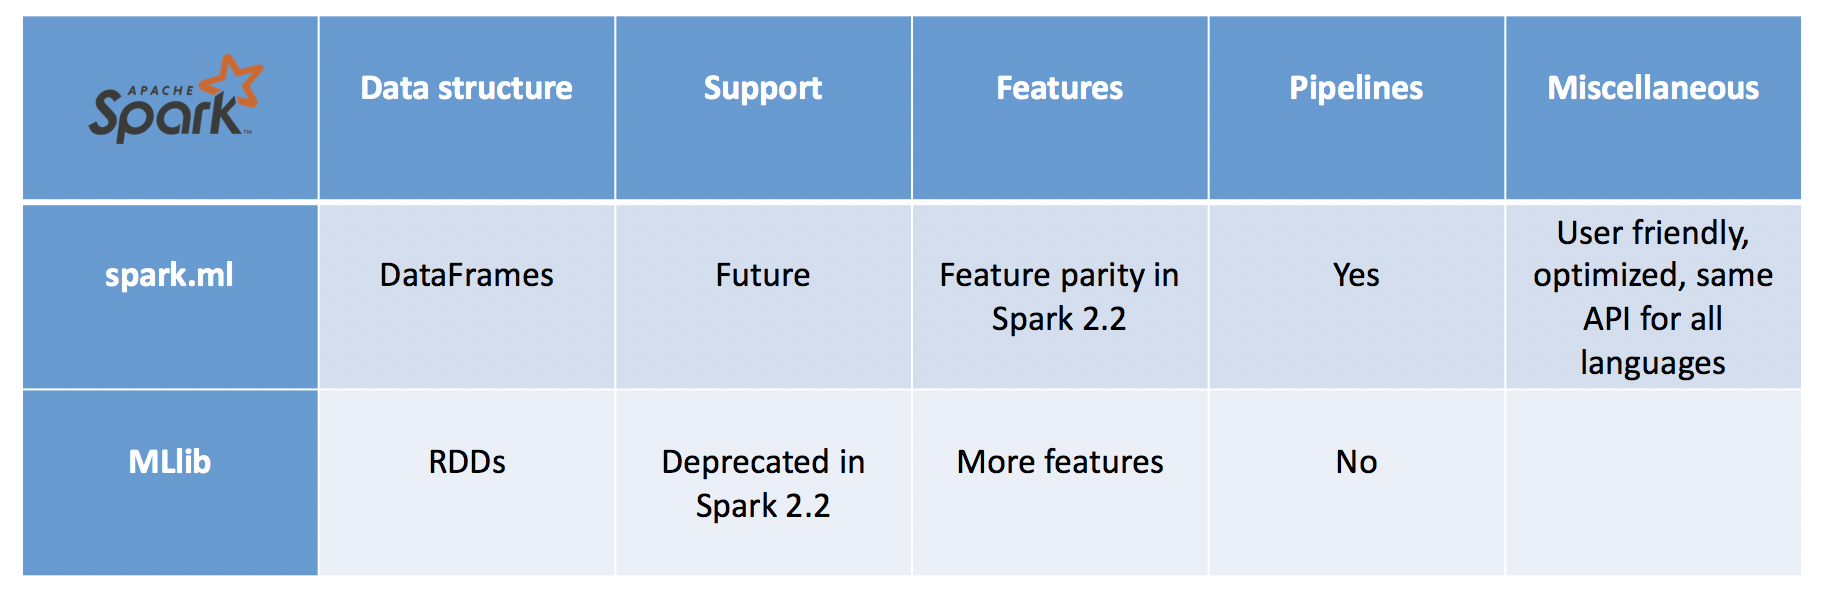 APACHE
Spark™
Data structure
Support
Features
Pipelines
Miscellaneous
spark.ml
DataFrames
Future
Feature parity in
Spark 2.2
Yes
User friendly,
optimized, same
API for all
languages
MLlib
RDDs
Deprecated in
Spark 2.2
More features
No